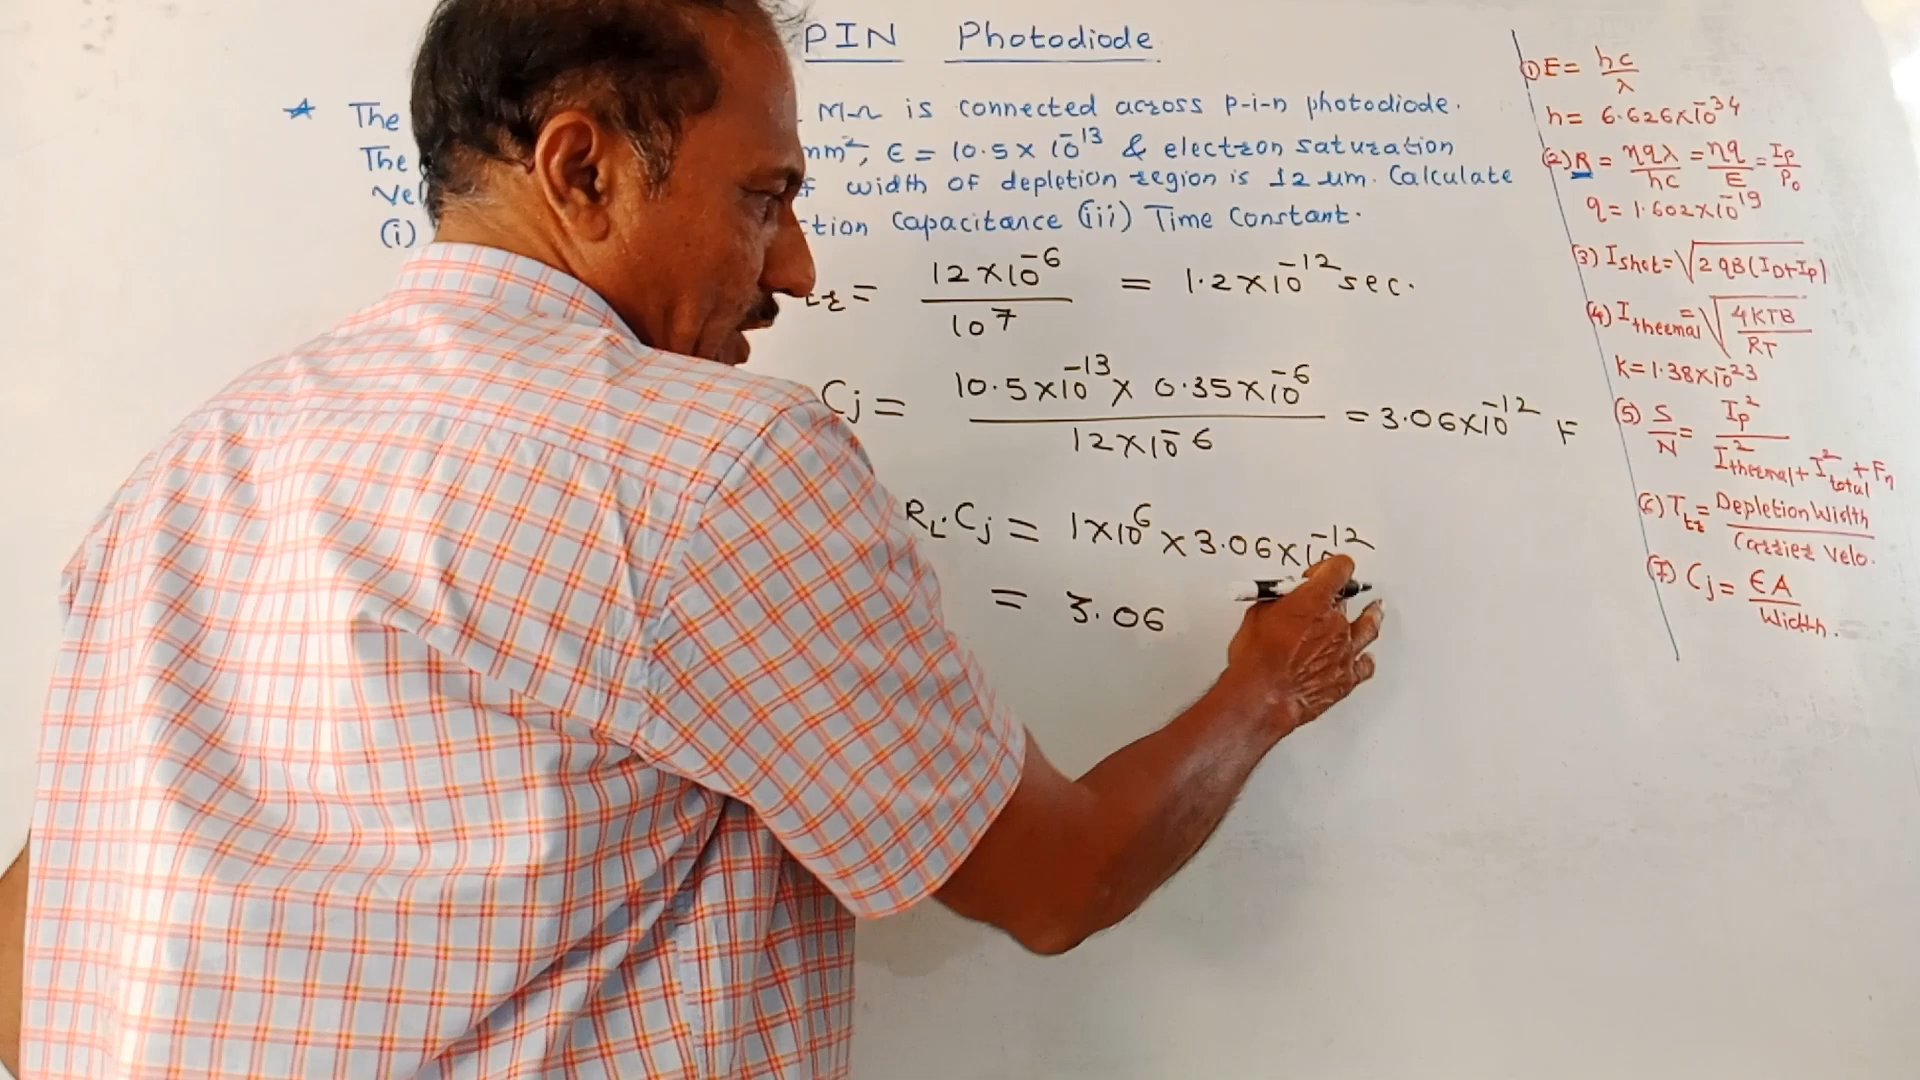 PIN Photodiode
* The M-Ω is connected across p-i-n photodiode.
The mm², ε = 10.5 × 10⁻¹³ & electron saturation
Vel f width of depletion region is 12 um. Calculate
(i) ction Capacitance (iii) Time Constant.
tr = 12×10⁻⁶ / 10⁷ = 1.2×10⁻¹² sec.
Cj = 10.5×10⁻¹³ × 0.35×10⁻⁶ / 12×10⁻⁶ = 3.06×10⁻¹² F
RL.Cj = 1×10⁶ × 3.06×10⁻¹²
= 3.06
(1) E = hc/λ
h = 6.626×10⁻³⁴
(2) R = ηqλ/hc = ηq/E = Ip/Po
q = 1.602×10⁻¹⁹
(3) Ishot = √2qB(ID+Ip)
(4) Ithermal = √4KTB/RT
K = 1.38×10⁻²³
(5) S/N = Ip² / I²thermal + I²total + Fn
(6) Ttr = Depletion Width / Carrier Velo.
(7) Cj = εA / Width.